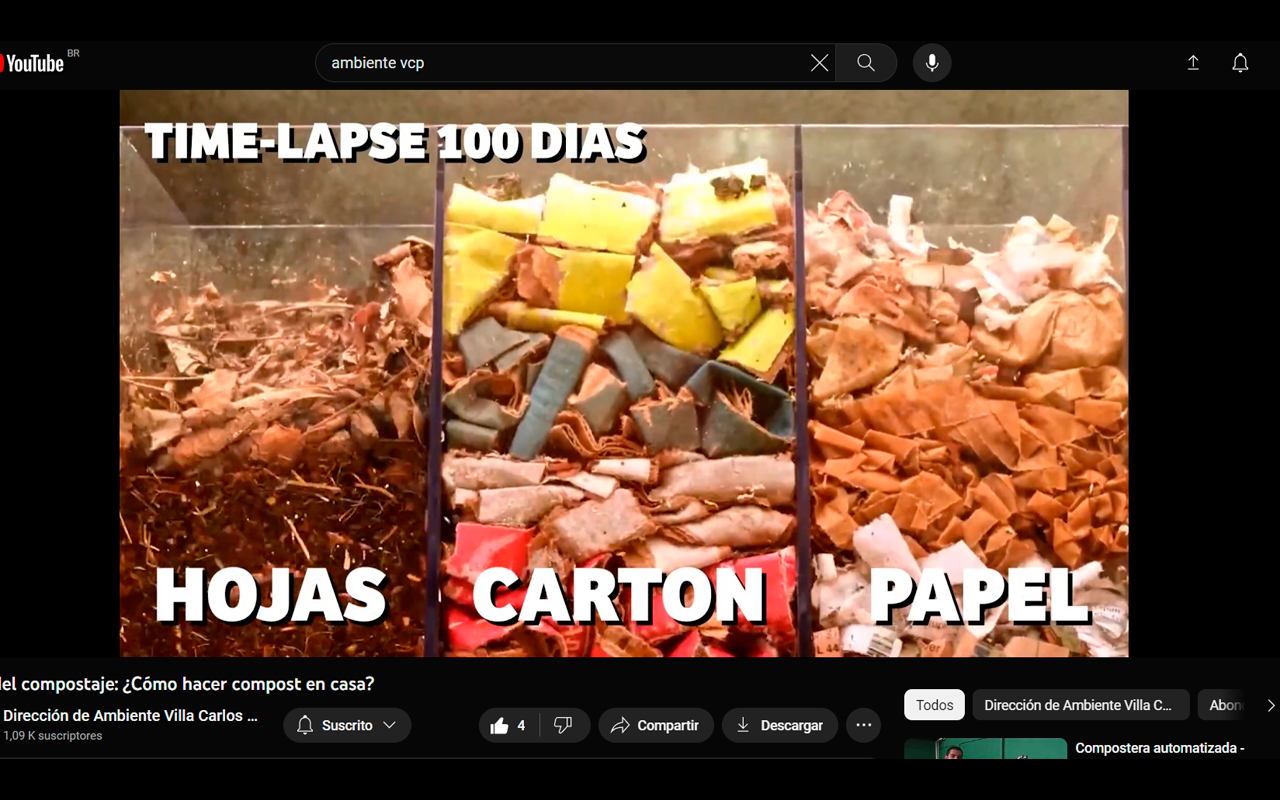 YouTube BR
ambiente vcp
TIME-LAPSE 100 DIAS
HOJAS CARTON PAPEL
del compostaje: ¿Cómo hacer compost en casa?
Dirección de Ambiente Villa Carlos ...
1,09 K suscriptores
Suscrito
4
Compartir
Descargar
Todos
Dirección de Ambiente Villa C...
Abon
Compostera automatizada -